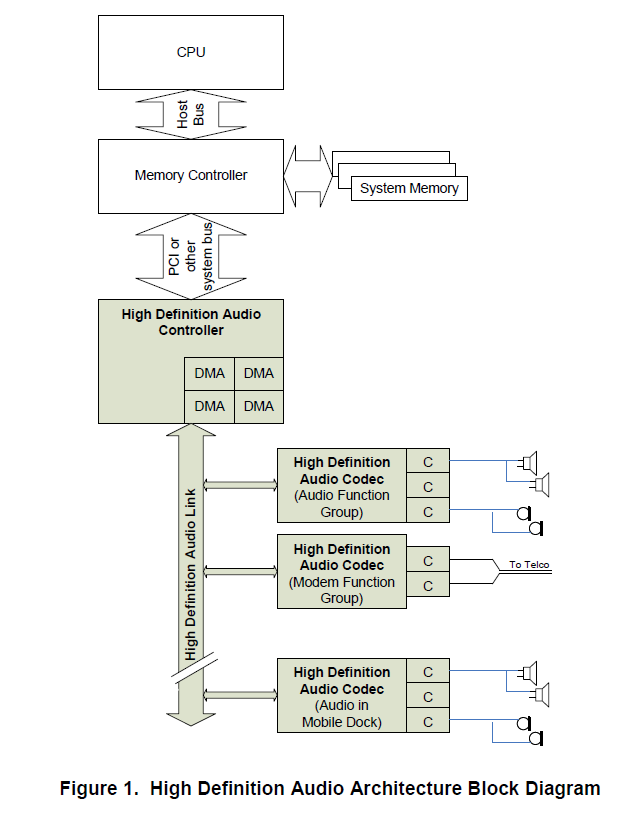 CPU
Host
Bus
Memory Controller
System Memory
PCI or
other
system bus
High Definition Audio
Controller
DMA DMA
DMA DMA
High Definition Audio Link
High Definition
Audio Codec
(Audio Function
Group)
C
C
C
High Definition
Audio Codec
(Modem Function
Group)
C
C
To Telco
High Definition
Audio Codec
(Audio in
Mobile Dock)
C
C
C
Figure 1. High Definition Audio Architecture Block Diagram